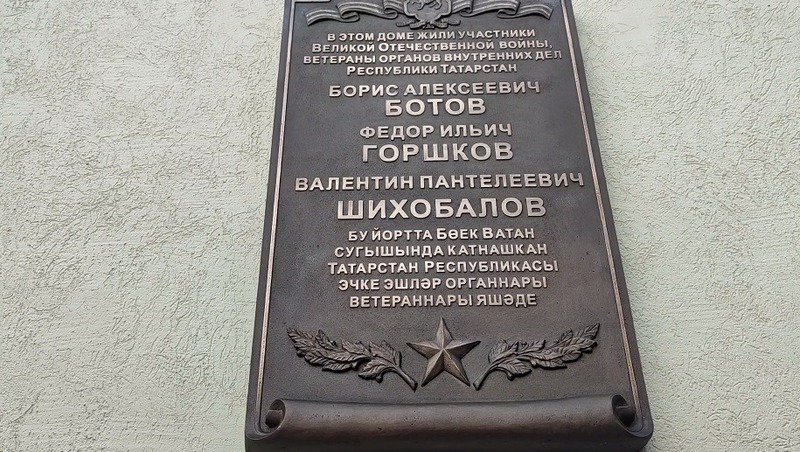 В ЭТОМ ДОМЕ ЖИЛИ УЧАСТНИКИ
ВЕЛИКОЙ ОТЕЧЕСТВЕННОЙ ВОЙНЫ,
ВЕТЕРАНЫ ОРГАНОВ ВНУТРЕННИХ ДЕЛ
РЕСПУБЛИКИ ТАТАРСТАН
БОРИС АЛЕКСЕЕВИЧ
БОТОВ
ФЕДОР ИЛЬИЧ
ГОРШКОВ
ВАЛЕНТИН ПАНТЕЛЕЕВИЧ
ШИХОБАЛОВ
БУ ЙОРТТА БӨЕК ВАТАН
СУГЫШЫНДА КАТНАШКАН
ТАТАРСТАН РЕСПУБЛИКАСЫ
ЭЧКЕ ЭШЛӘР ОРГАННАРЫ
ВЕТЕРАННАРЫ ЯШӘДЕ